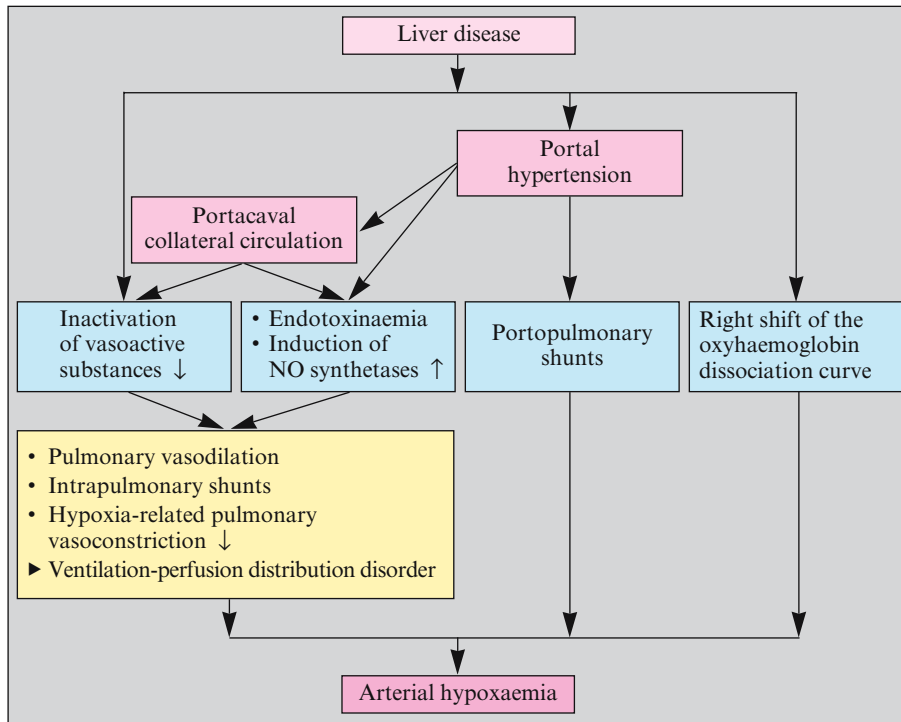 Liver disease
Portal
hypertension
Portacaval
collateral circulation
Inactivation
of vasoactive
substances ↓
• Endotoxinaemia
• Induction of
NO synthetases ↑
Portopulmonary
shunts
Right shift of the
oxyhaemoglobin
dissociation curve
• Pulmonary vasodilation
• Intrapulmonary shunts
• Hypoxia-related pulmonary
vasoconstriction ↓
▶ Ventilation-perfusion distribution disorder
Arterial hypoxaemia